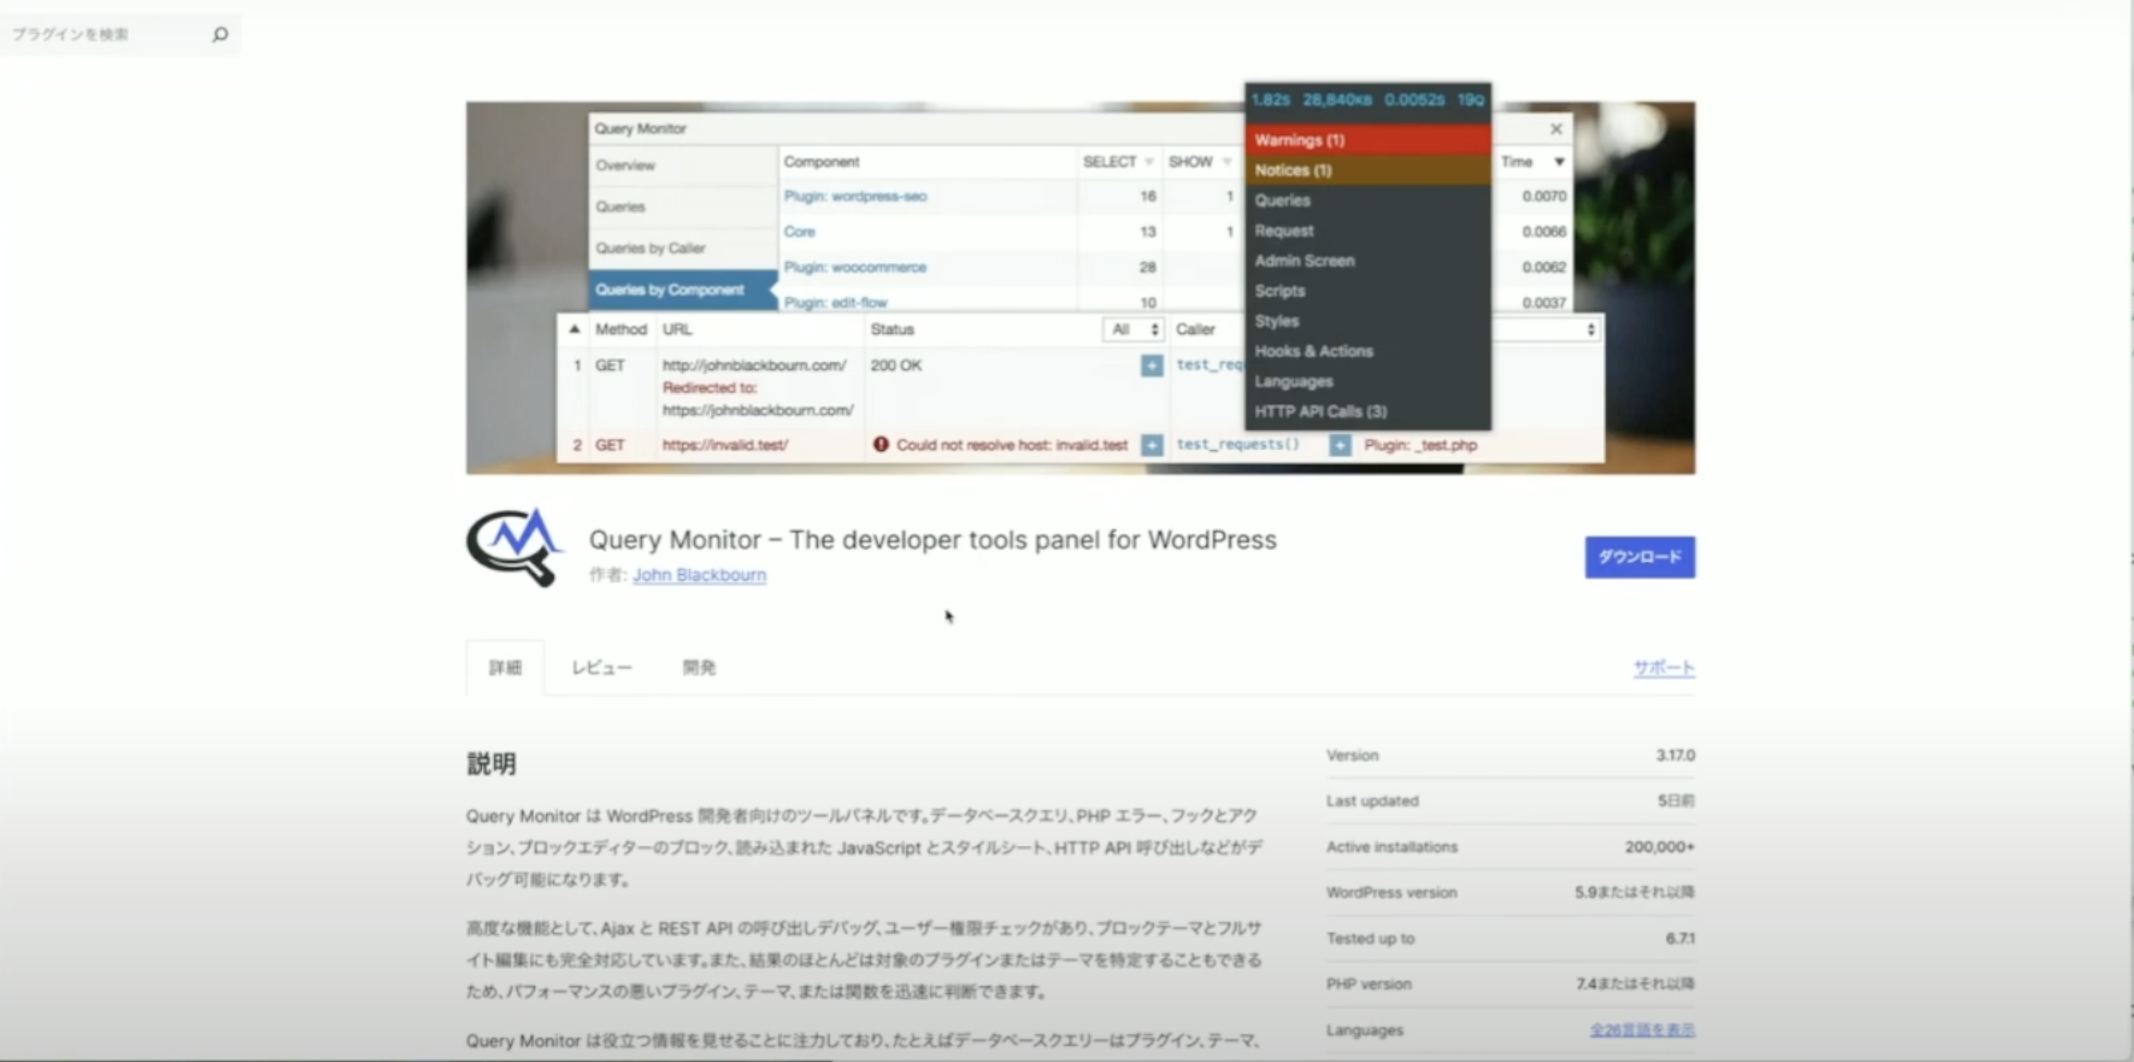 プラグインを検索
1.82s 28,840KB 0.0052s 19Q
Query Monitor
Warnings (1)
Notices (1)
Queries
Request
Admin Screen
Scripts
Styles
Hooks & Actions
Languages
HTTP API Calls (3)
Overview
Queries
Queries by Caller
Queries by Component
Component SELECT SHOW Time
Plugin: wordpress-seo 16 1 0.0070
Core 13 1 0.0066
Plugin: woocommerce 28 0.0062
Plugin: edit-flow 10 0.0037
Method URL Status All Caller
1 GET http://johnblackbourn.com/ 200 OK + test_req
Redirected to:
https://johnblackbourn.com/
2 GET https://invalid.test/ Could not resolve host: invalid.test + test_requests() + Plugin: _test.php
Query Monitor – The developer tools panel for WordPress
作者: John Blackbourn
ダウンロード
詳細 レビュー 開発 サポート
説明
Query Monitor は WordPress 開発者向けのツールパネルです。データベースクエリ、PHP エラー、フックとアク
ション、ブロックエディターのブロック、読み込まれた JavaScript とスタイルシート、HTTP API 呼び出しなどがデ
バッグ可能になります。
高度な機能として、Ajax と REST API の呼び出しデバッグ、ユーザー権限チェックがあり、ブロックテーマとフルサ
イト編集にも完全対応しています。また、結果のほとんどは対象のプラグインまたはテーマを特定することもできる
ため、パフォーマンスの悪いプラグイン、テーマ、または関数を迅速に判断できます。
Query Monitor は役立つ情報を見せることに注力しており、たとえばデータベースクエリーはプラグイン、テーマ、
Version 3.17.0
Last updated 5日前
Active installations 200,000+
WordPress version 5.9またはそれ以降
Tested up to 6.7.1
PHP version 7.4またはそれ以降
Languages 全26言語を表示